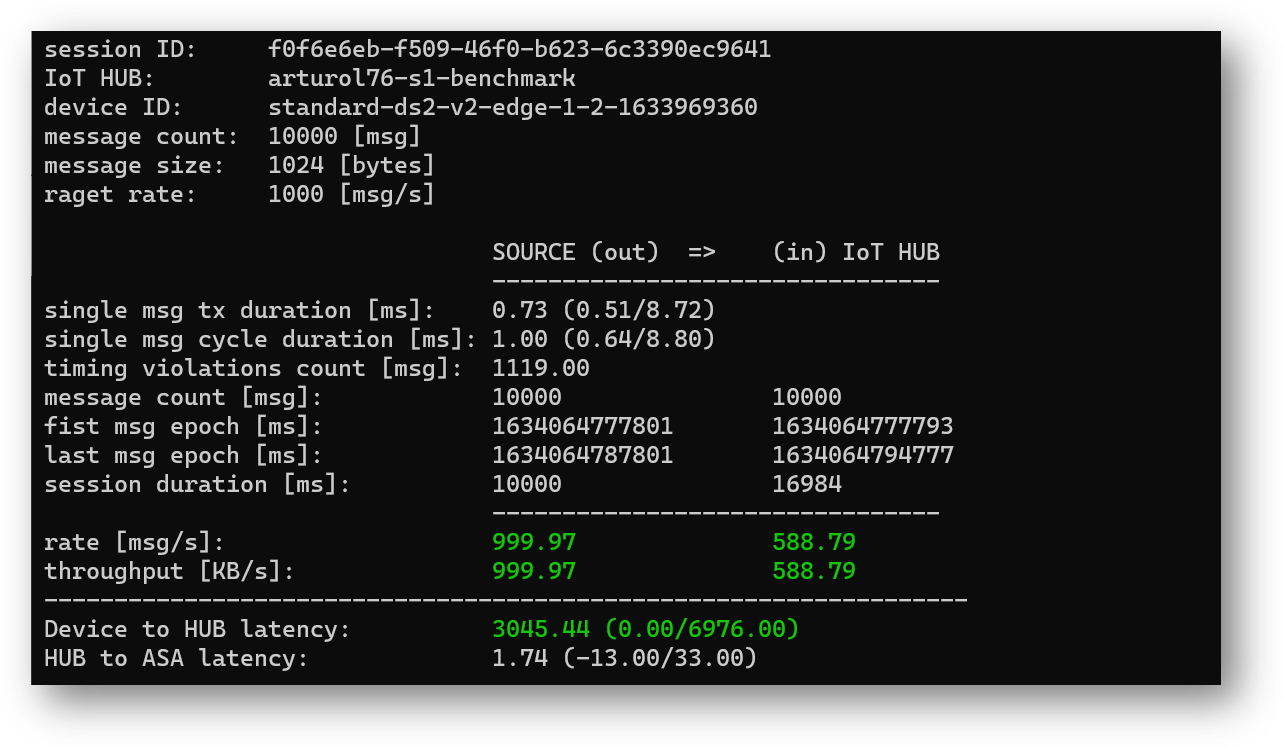 session ID: f0f6e6eb-f509-46f0-b623-6c3390ec9641
IoT HUB: arturol76-s1-benchmark
device ID: standard-ds2-v2-edge-1-2-1633969360
message count: 10000 [msg]
message size: 1024 [bytes]
raget rate: 1000 [msg/s]
SOURCE (out) => (in) IoT HUB
--------------------------------
single msg tx duration [ms]: 0.73 (0.51/8.72)
single msg cycle duration [ms]: 1.00 (0.64/8.80)
timing violations count [msg]: 1119.00
message count [msg]: 10000 10000
fist msg epoch [ms]: 1634064777801 1634064777793
last msg epoch [ms]: 1634064787801 1634064794777
session duration [ms]: 10000 16984
--------------------------------
rate [msg/s]: 999.97 588.79
throughput [KB/s]: 999.97 588.79
------------------------------------------------------------------
Device to HUB latency: 3045.44 (0.00/6976.00)
HUB to ASA latency: 1.74 (-13.00/33.00)